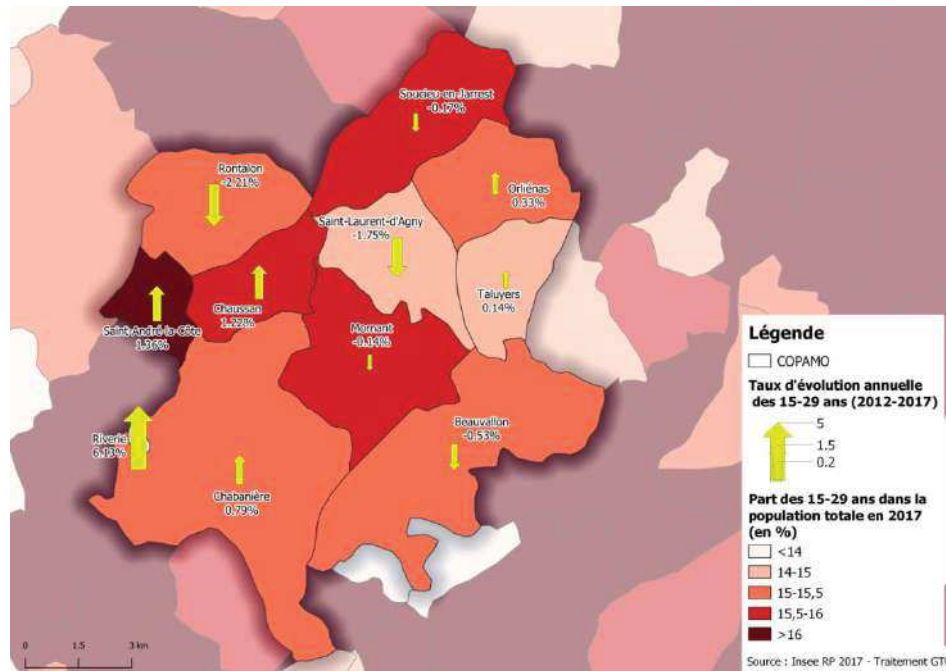 Soucieu-en-Jarrest
-0.17%
Rontalon
-2.21%
Orliénas
0.33%
Saint-Laurent-d'Agny
-1.75%
Taluyers
0.14%
Chaussan
1.22%
Saint-André-la-Côte
1.36%
Mornant
-0.14%
Beauvallon
-0.53%
Riverie
6.13%
Chabanière
0.79%
Légende
COPAMO
Taux d'évolution annuelle
des 15-29 ans (2012-2017)
5
1.5
0.2
Part des 15-29 ans dans la
population totale en 2017
(en %)
<14
14-15
15-15,5
15,5-16
>16
0 1.5 3 km
Source : Insee RP 2017 - Traitement